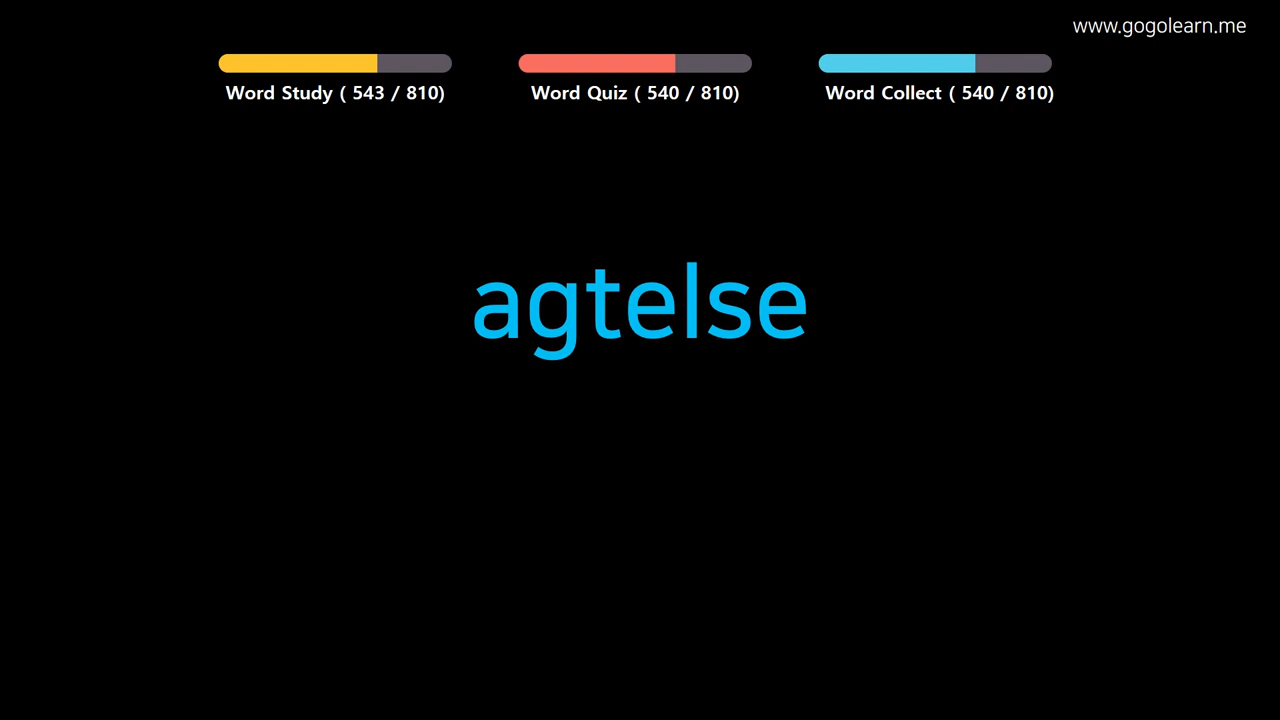 www.gogolearn.me
Word Study ( 543 / 810)
Word Quiz ( 540 / 810)
Word Collect ( 540 / 810)
agtelse